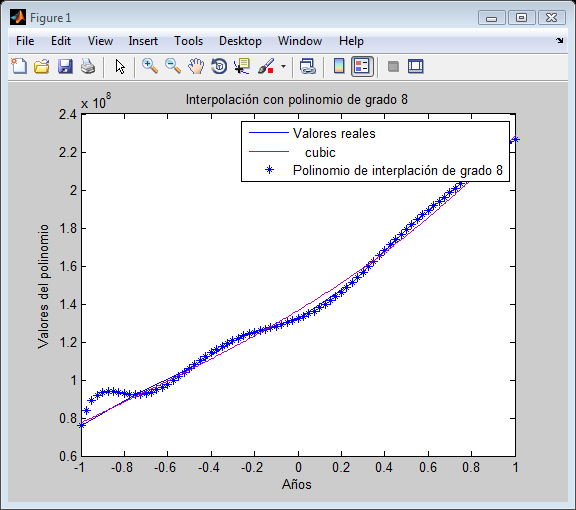 Figure 1
File Edit View Insert Tools Desktop Window Help
Interpolación con polinomio de grado 8
x 10^8
Valores reales
cubic
Polinomio de interplación de grado 8
2.4
2.2
2
1.8
1.6
1.4
1.2
1
0.8
0.6
Valores del polinomio
-1 -0.8 -0.6 -0.4 -0.2 0 0.2 0.4 0.6 0.8 1
Años